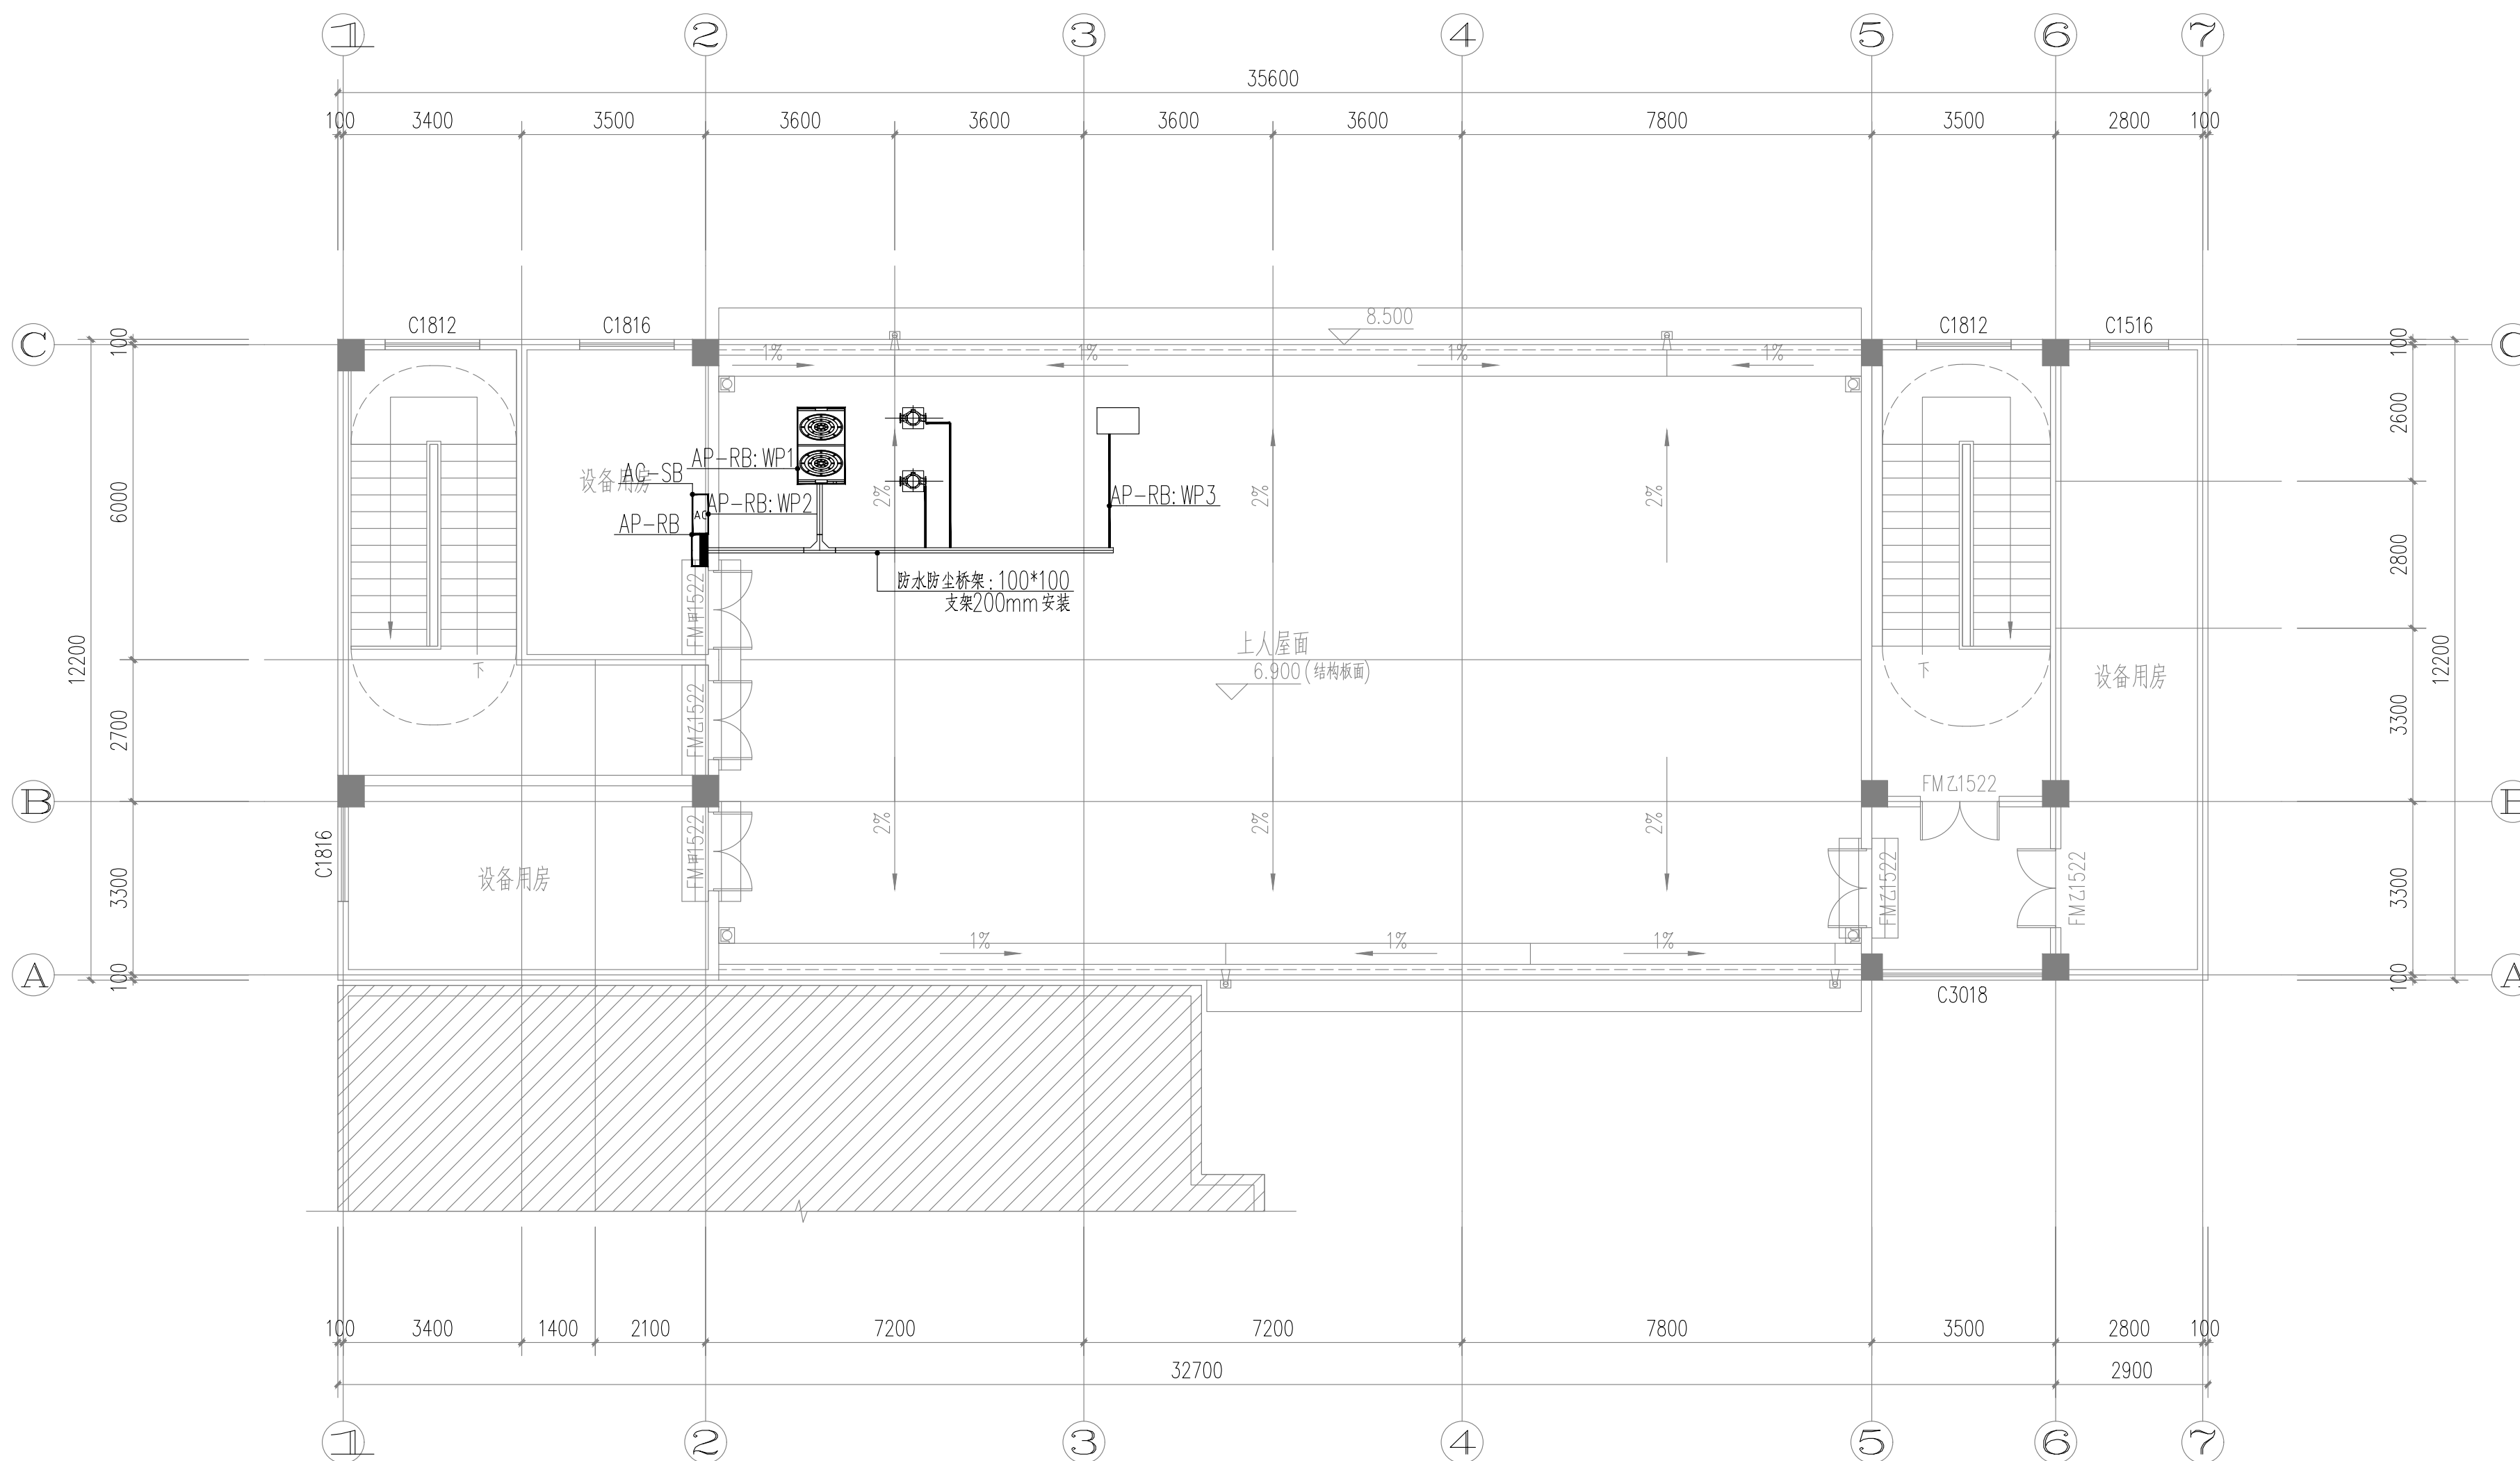 1 2 3 4 5 6 7
35600
100 3400 3500 3600 3600 3600 3600 7800 3500 2800 100
8.500
C1812 C1816 C1812 C1516
C C
100 100
1% 1% 1% 1%
2600
AP-RB:WP1
AC-SB
设备用房
6000
2% 2% 2%
AP-RB:WP2 AP-RB:WP3
AC
AP-RB
2800
防水防尘桥架:100*100
支架200mm安装
FM甲1522
上人屋面
6.900(结构板面)
12200 12200
下 下
设备用房
FM乙1522
2700 3300
FM乙1522
B B
2% 2% 2%
C1816
FM甲1522
设备用房
FM乙1522 FM乙1522
3300 3300
1% 1% 1%
A A
100 100
C3018
100 3400 1400 2100 7200 7200 7800 3500 2800 100
32700 2900
1 2 3 4 5 6 7